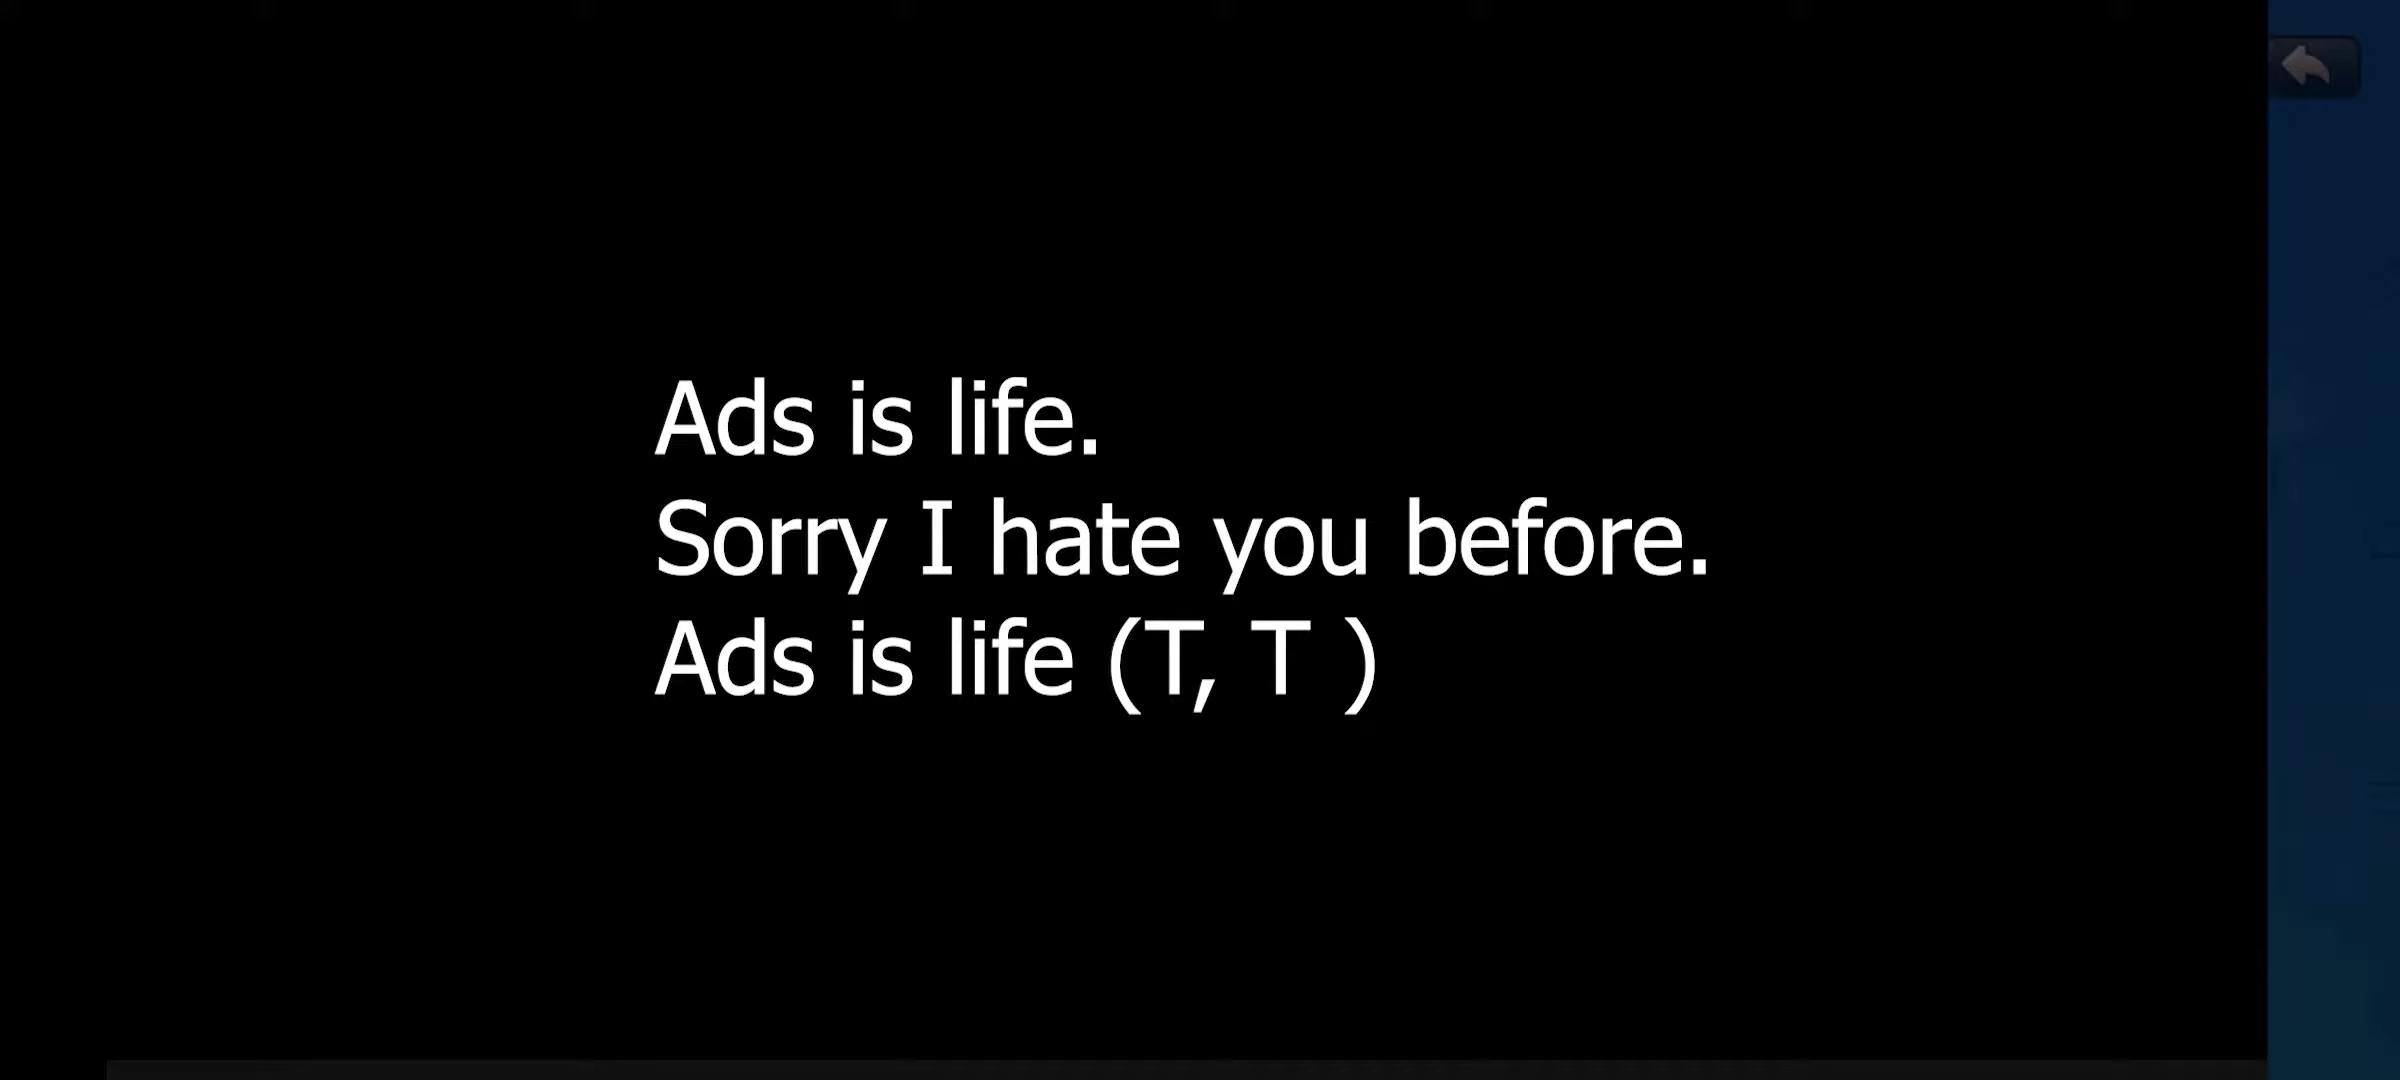 Ads is life.
Sorry I hate you before.
Ads is life (T, T )